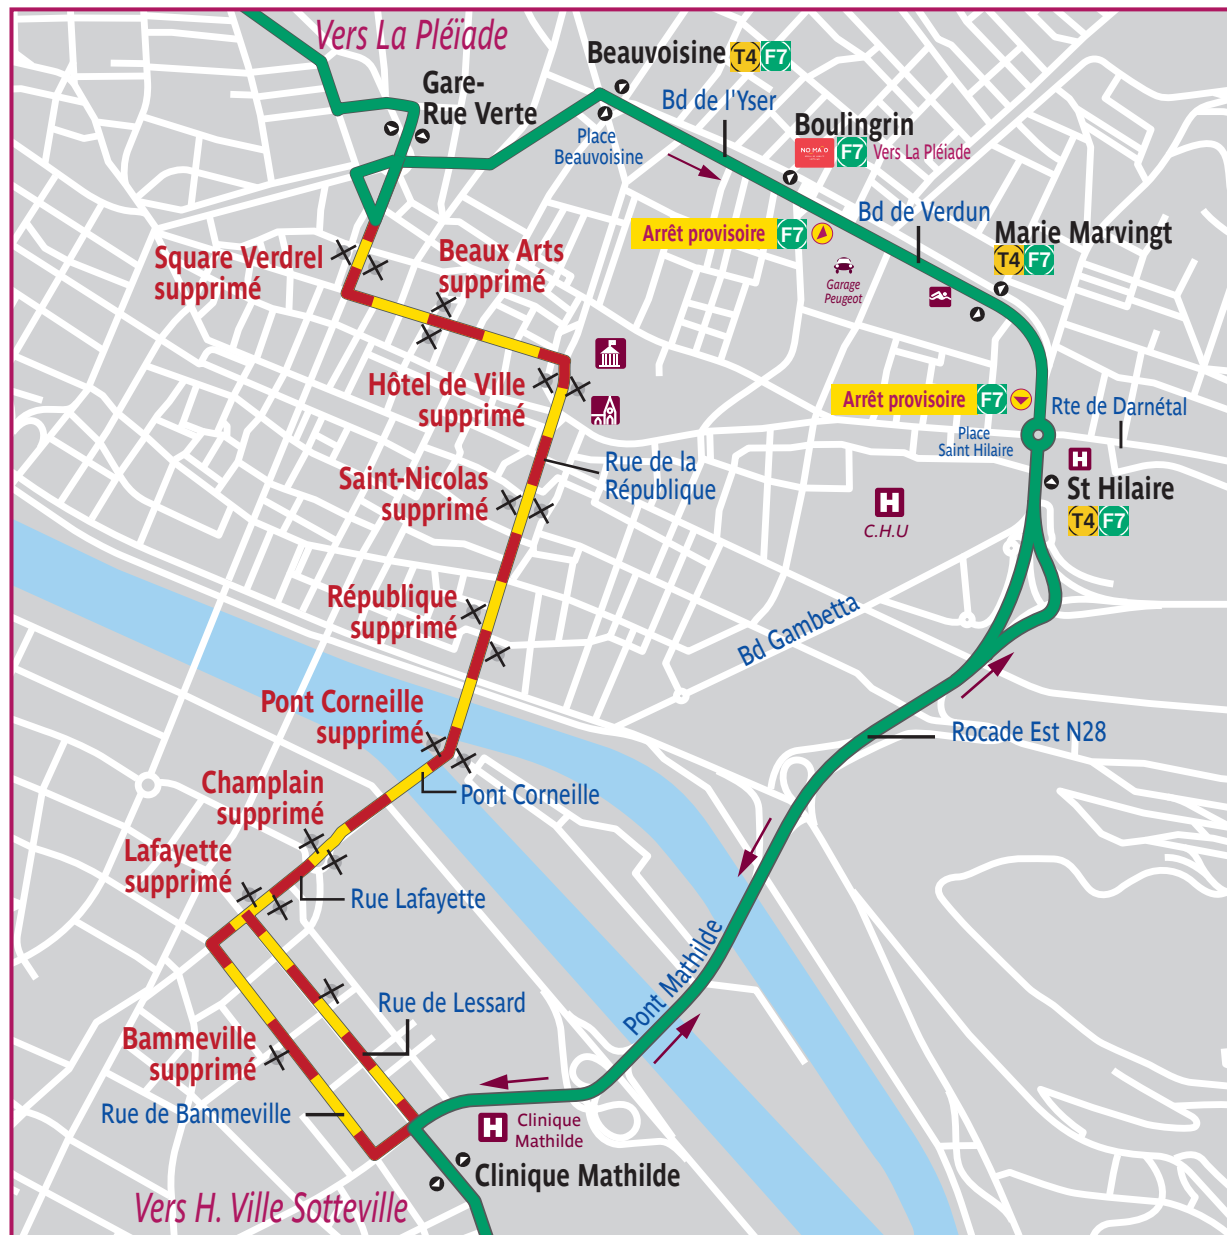 Vers La Pléïade
Gare-
Rue Verte
Beauvoisine T4 F7
Place
Beauvoisine
Bd de l'Yser
Boulingrin
NOMA'O F7 Vers La Pléiade
Bd de Verdun
Marie Marvingt
T4 F7
Arrêt provisoire F7
Garage
Peugeot
Square Verdrel
supprimé
Beaux Arts
supprimé
Hôtel de Ville
supprimé
Arrêt provisoire F7
Rte de Darnétal
Place
Saint Hilaire
H
St Hilaire
T4 F7
H
C.H.U
Rue de la
République
Saint-Nicolas
supprimé
République
supprimé
Bd Gambetta
Pont Corneille
supprimé
Rocade Est N28
Pont Corneille
Champlain
supprimé
Lafayette
supprimé
Rue Lafayette
Pont Mathilde
Rue de Lessard
Bammeville
supprimé
Rue de Bammeville
H Clinique
Mathilde
Clinique Mathilde
Vers H. Ville Sotteville